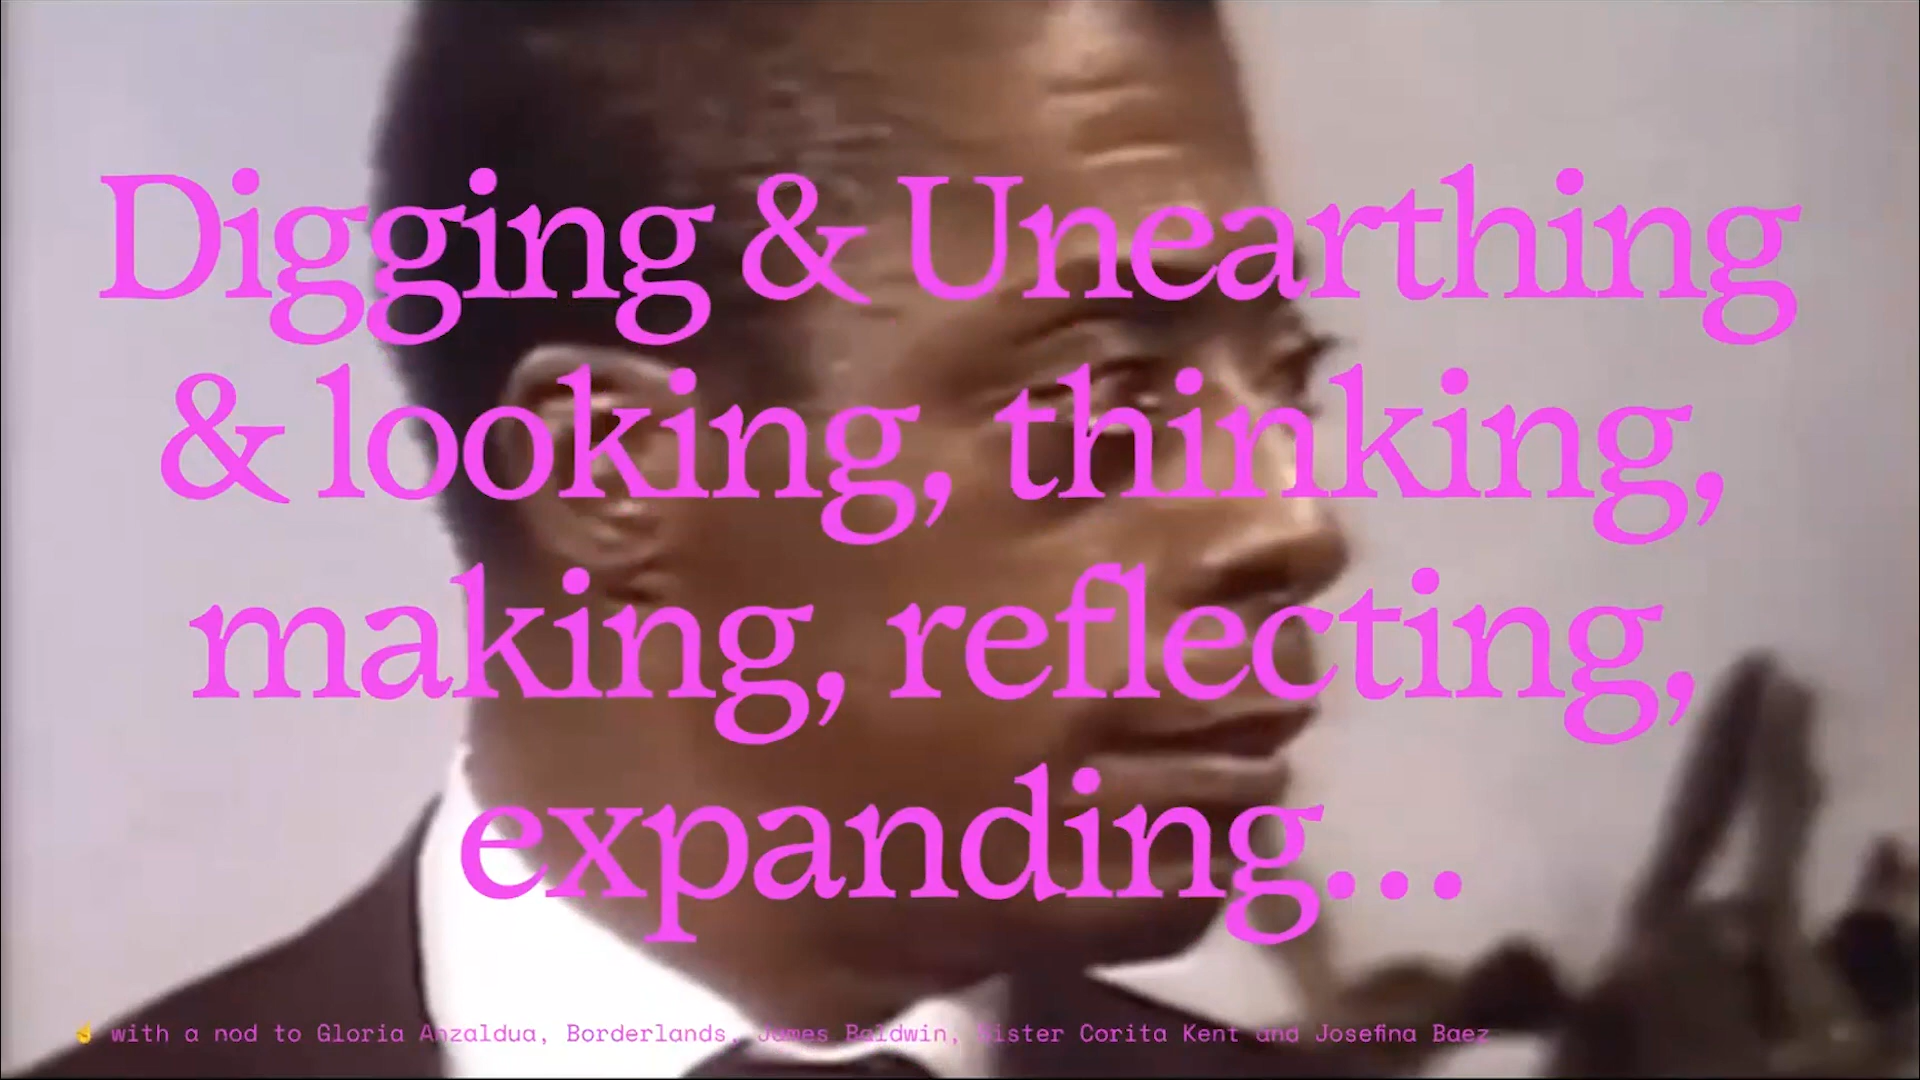 Digging & Unearthing
& looking, thinking,
making, reflecting,
expanding...
☝ with a nod to Gloria Anzaldua, Borderlands, James Baldwin, Sister Corita Kent and Josefina Baez